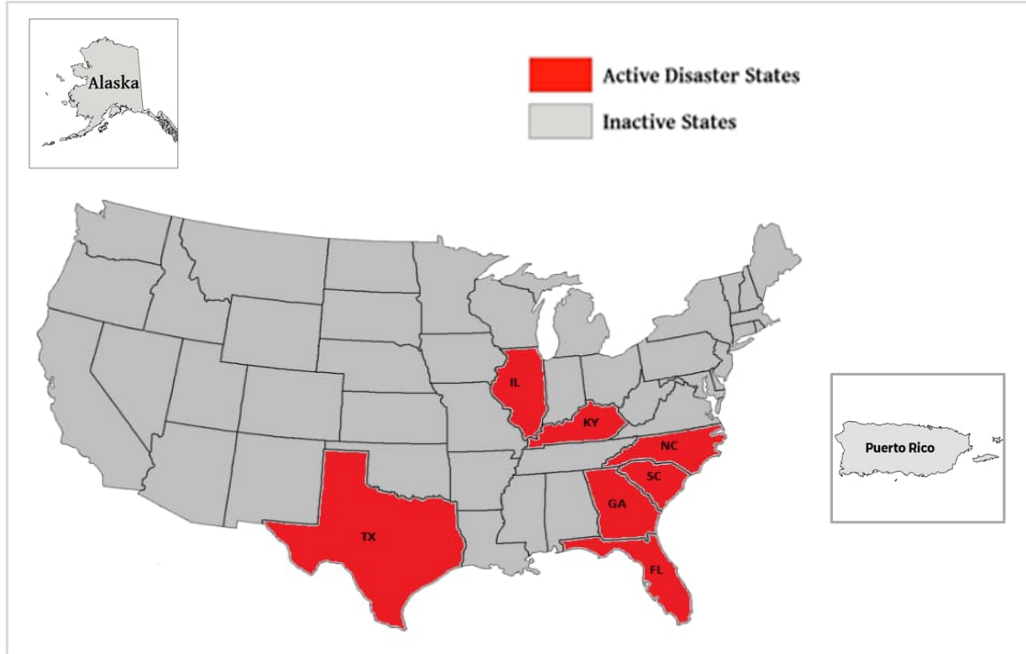 Alaska
Active Disaster States
Inactive States
IL
KY
NC
SC
GA
TX
FL
Puerto Rico